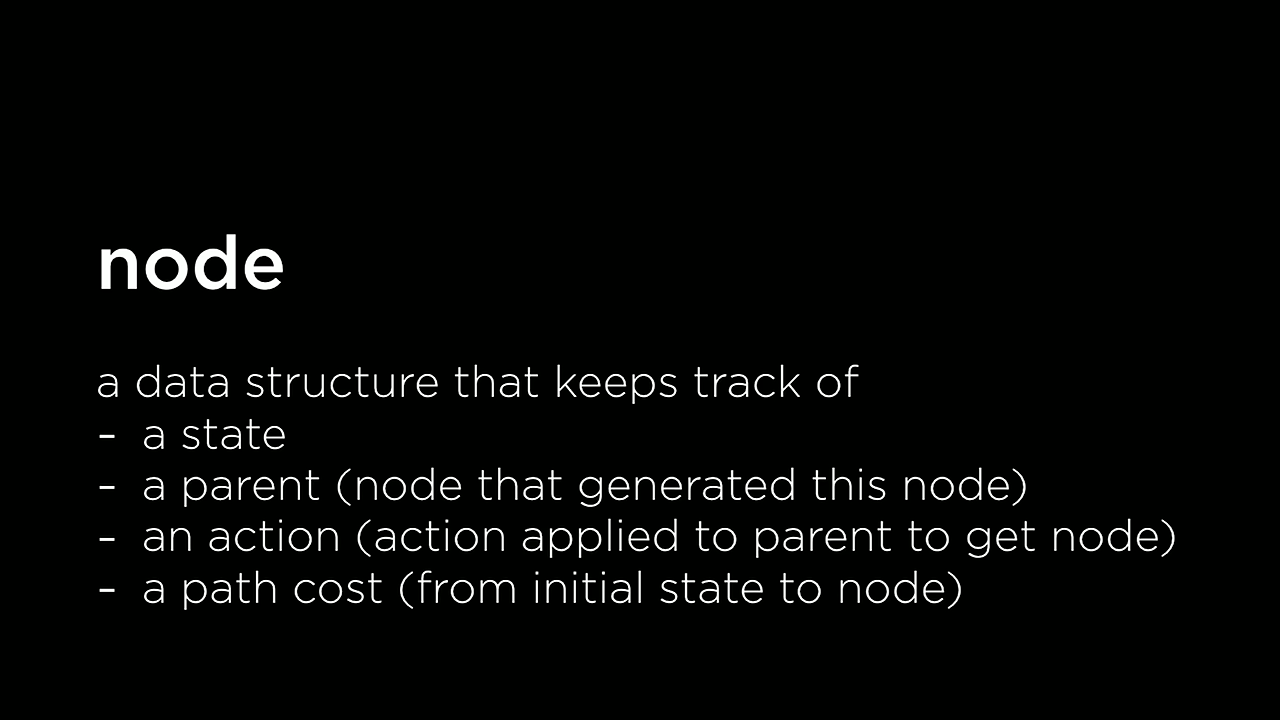 node
a data structure that keeps track of
- a state
- a parent (node that generated this node)
- an action (action applied to parent to get node)
- a path cost (from initial state to node)